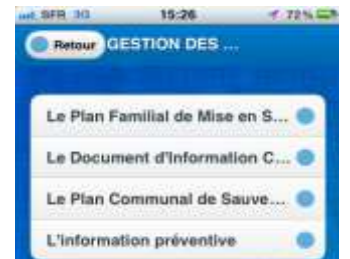 SFR 3G 15:26 72%
Retour GESTION DES ...
Le Plan Familial de Mise en S...
Le Document d'Information C...
Le Plan Communal de Sauve...
L'information préventive